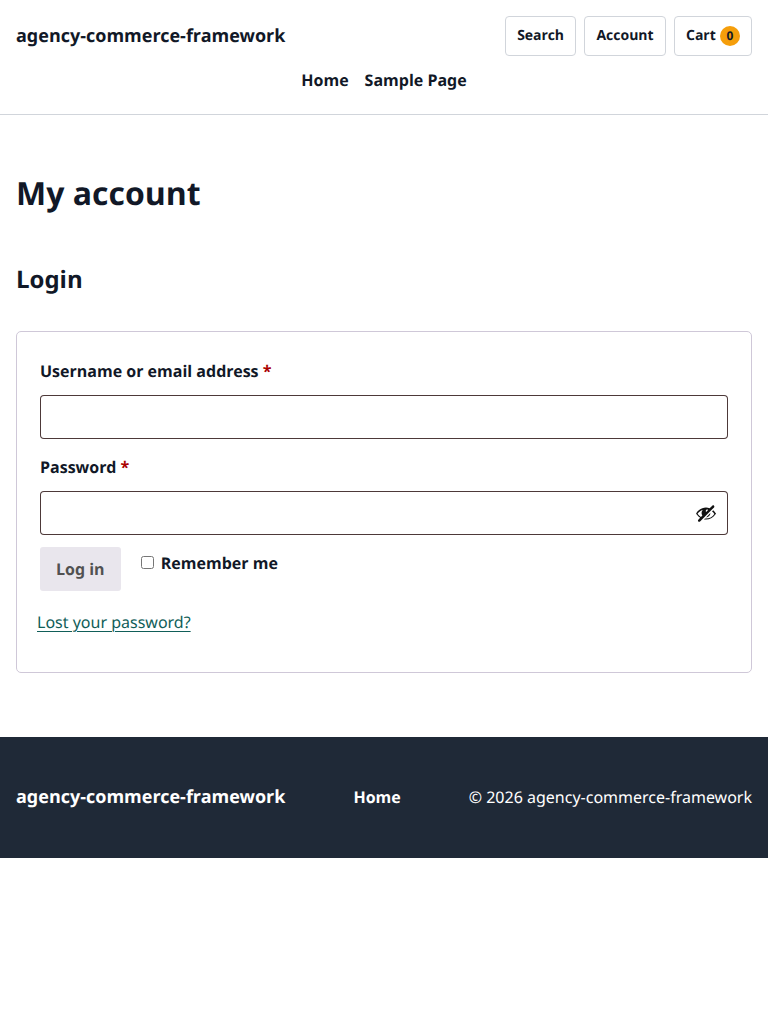 agency-commerce-framework
Search
Account
Cart 0
Home
Sample Page
My account
Login
Username or email address *
Password *
Log in
Remember me
Lost your password?
agency-commerce-framework
Home
© 2026 agency-commerce-framework